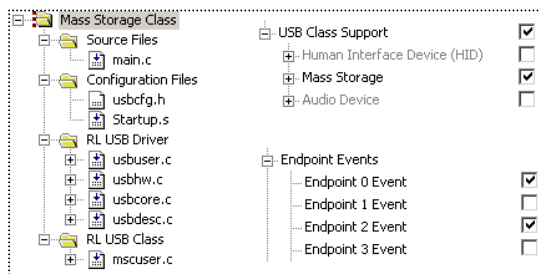 Mass Storage Class
Source Files
main.c
Configuration Files
usbcfg.h
Startup.s
RL USB Driver
usbuser.c
usbhw.c
usbcore.c
usbdesc.c
RL USB Class
mscuser.c
USB Class Support
Human Interface Device (HID)
Mass Storage
Audio Device
Endpoint Events
Endpoint 0 Event
Endpoint 1 Event
Endpoint 2 Event
Endpoint 3 Event